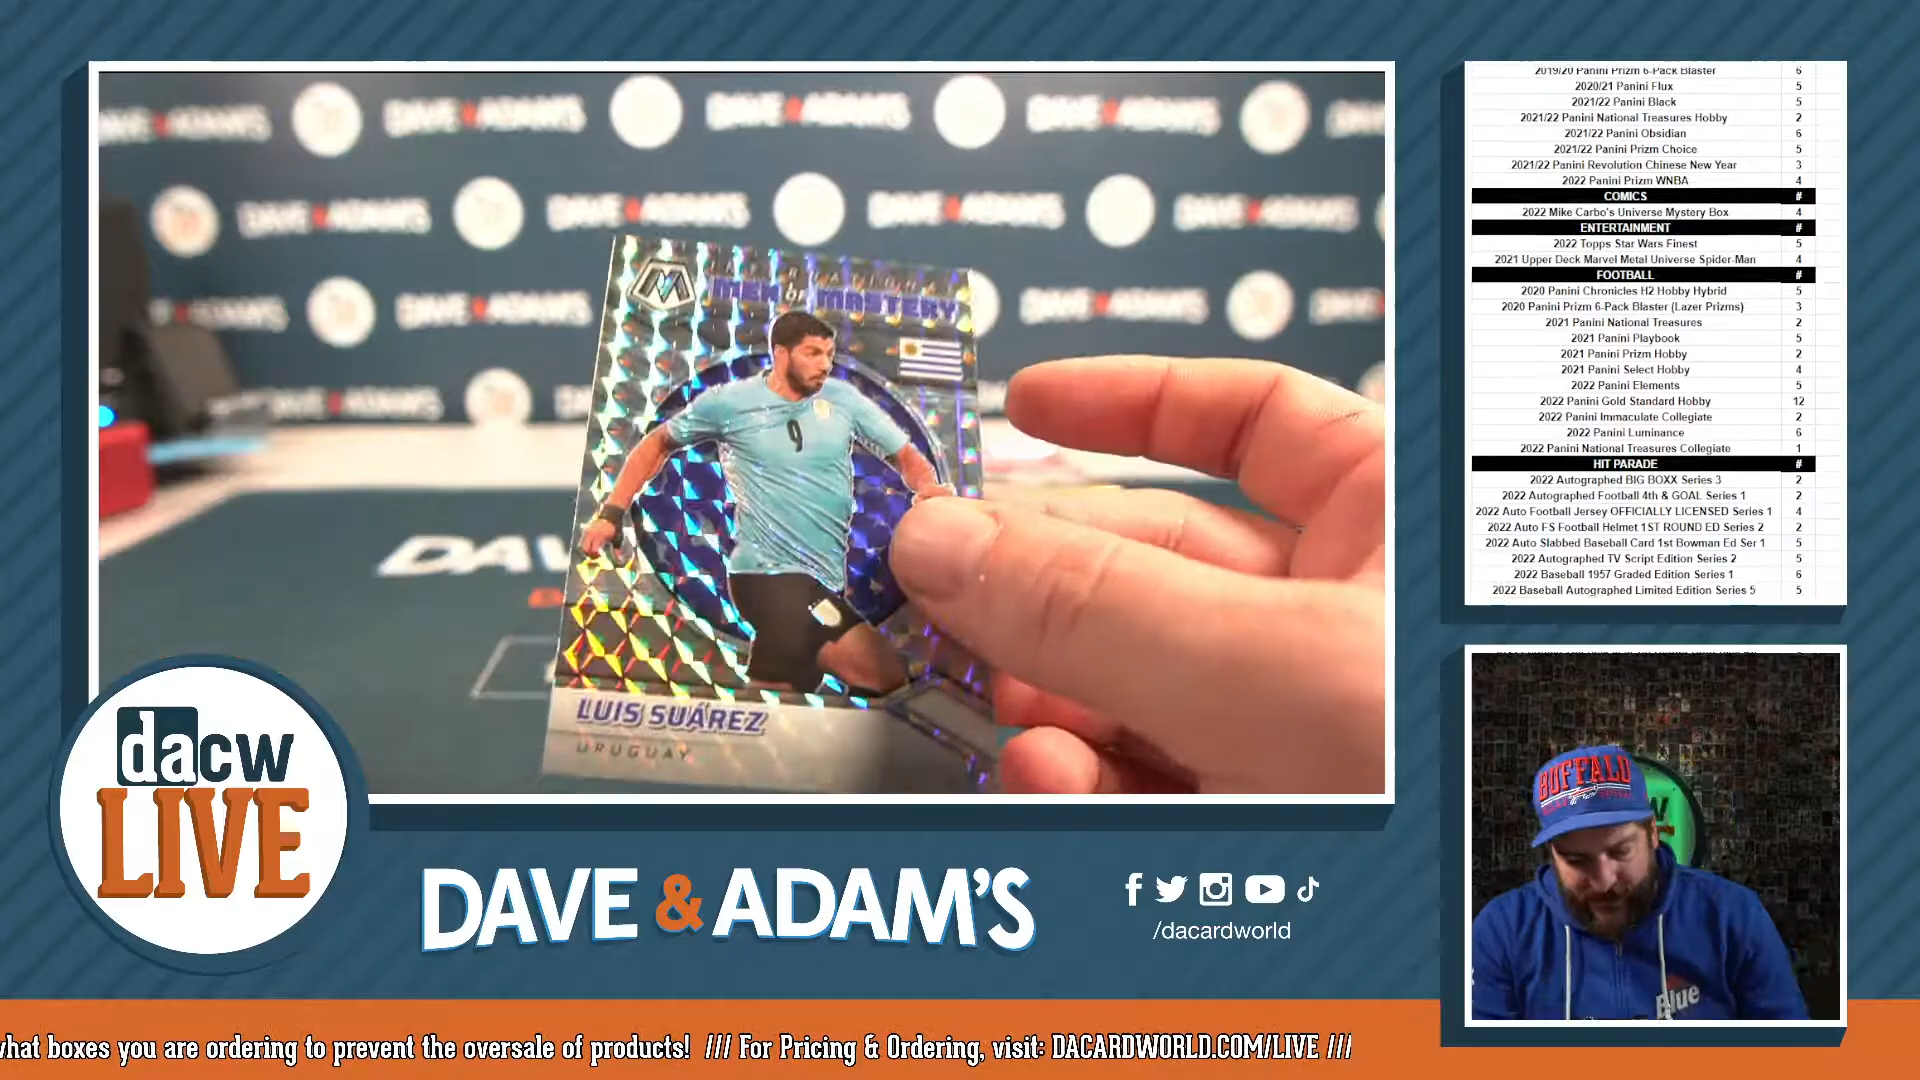 DAVE & ADAM'S
INTERNATIONAL
MEN of MASTERY
9
LUIS SUÁREZ
URUGUAY
2019/20 Panini Prizm 6-Pack Blaster 6
2020/21 Panini Flux 5
2021/22 Panini Black 5
2021/22 Panini National Treasures Hobby 2
2021/22 Panini Obsidian 6
2021/22 Panini Prizm Choice 5
2021/22 Panini Revolution Chinese New Year 3
2022 Panini Prizm WNBA 4
COMICS #
2022 Mike Carbo's Universe Mystery Box 4
ENTERTAINMENT #
2022 Topps Star Wars Finest 5
2021 Upper Deck Marvel Metal Universe Spider-Man 4
FOOTBALL #
2020 Panini Chronicles H2 Hobby Hybrid 5
2020 Panini Prizm 6-Pack Blaster (Lazer Prizms) 3
2021 Panini National Treasures 2
2021 Panini Playbook 5
2021 Panini Prizm Hobby 2
2021 Panini Select Hobby 4
2022 Panini Elements 5
2022 Panini Gold Standard Hobby 12
2022 Panini Immaculate Collegiate 2
2022 Panini Luminance 6
2022 Panini National Treasures Collegiate 1
HIT PARADE #
2022 Autographed BIG BOXX Series 3 2
2022 Autographed Football 4th & GOAL Series 1 2
2022 Auto Football Jersey OFFICIALLY LICENSED Series 1 4
2022 Auto FS Football Helmet 1ST ROUND ED Series 2 2
2022 Auto Slabbed Baseball Card 1st Bowman Ed Ser 1 5
2022 Autographed TV Script Edition Series 2 5
2022 Baseball 1957 Graded Edition Series 1 6
2022 Baseball Autographed Limited Edition Series 5 5
BUFFALO
Blue
dacw
LIVE
DAVE & ADAM'S
/dacardworld
what boxes you are ordering to prevent the oversale of products! /// For Pricing & Ordering, visit: DACARDWORLD.COM/LIVE ///